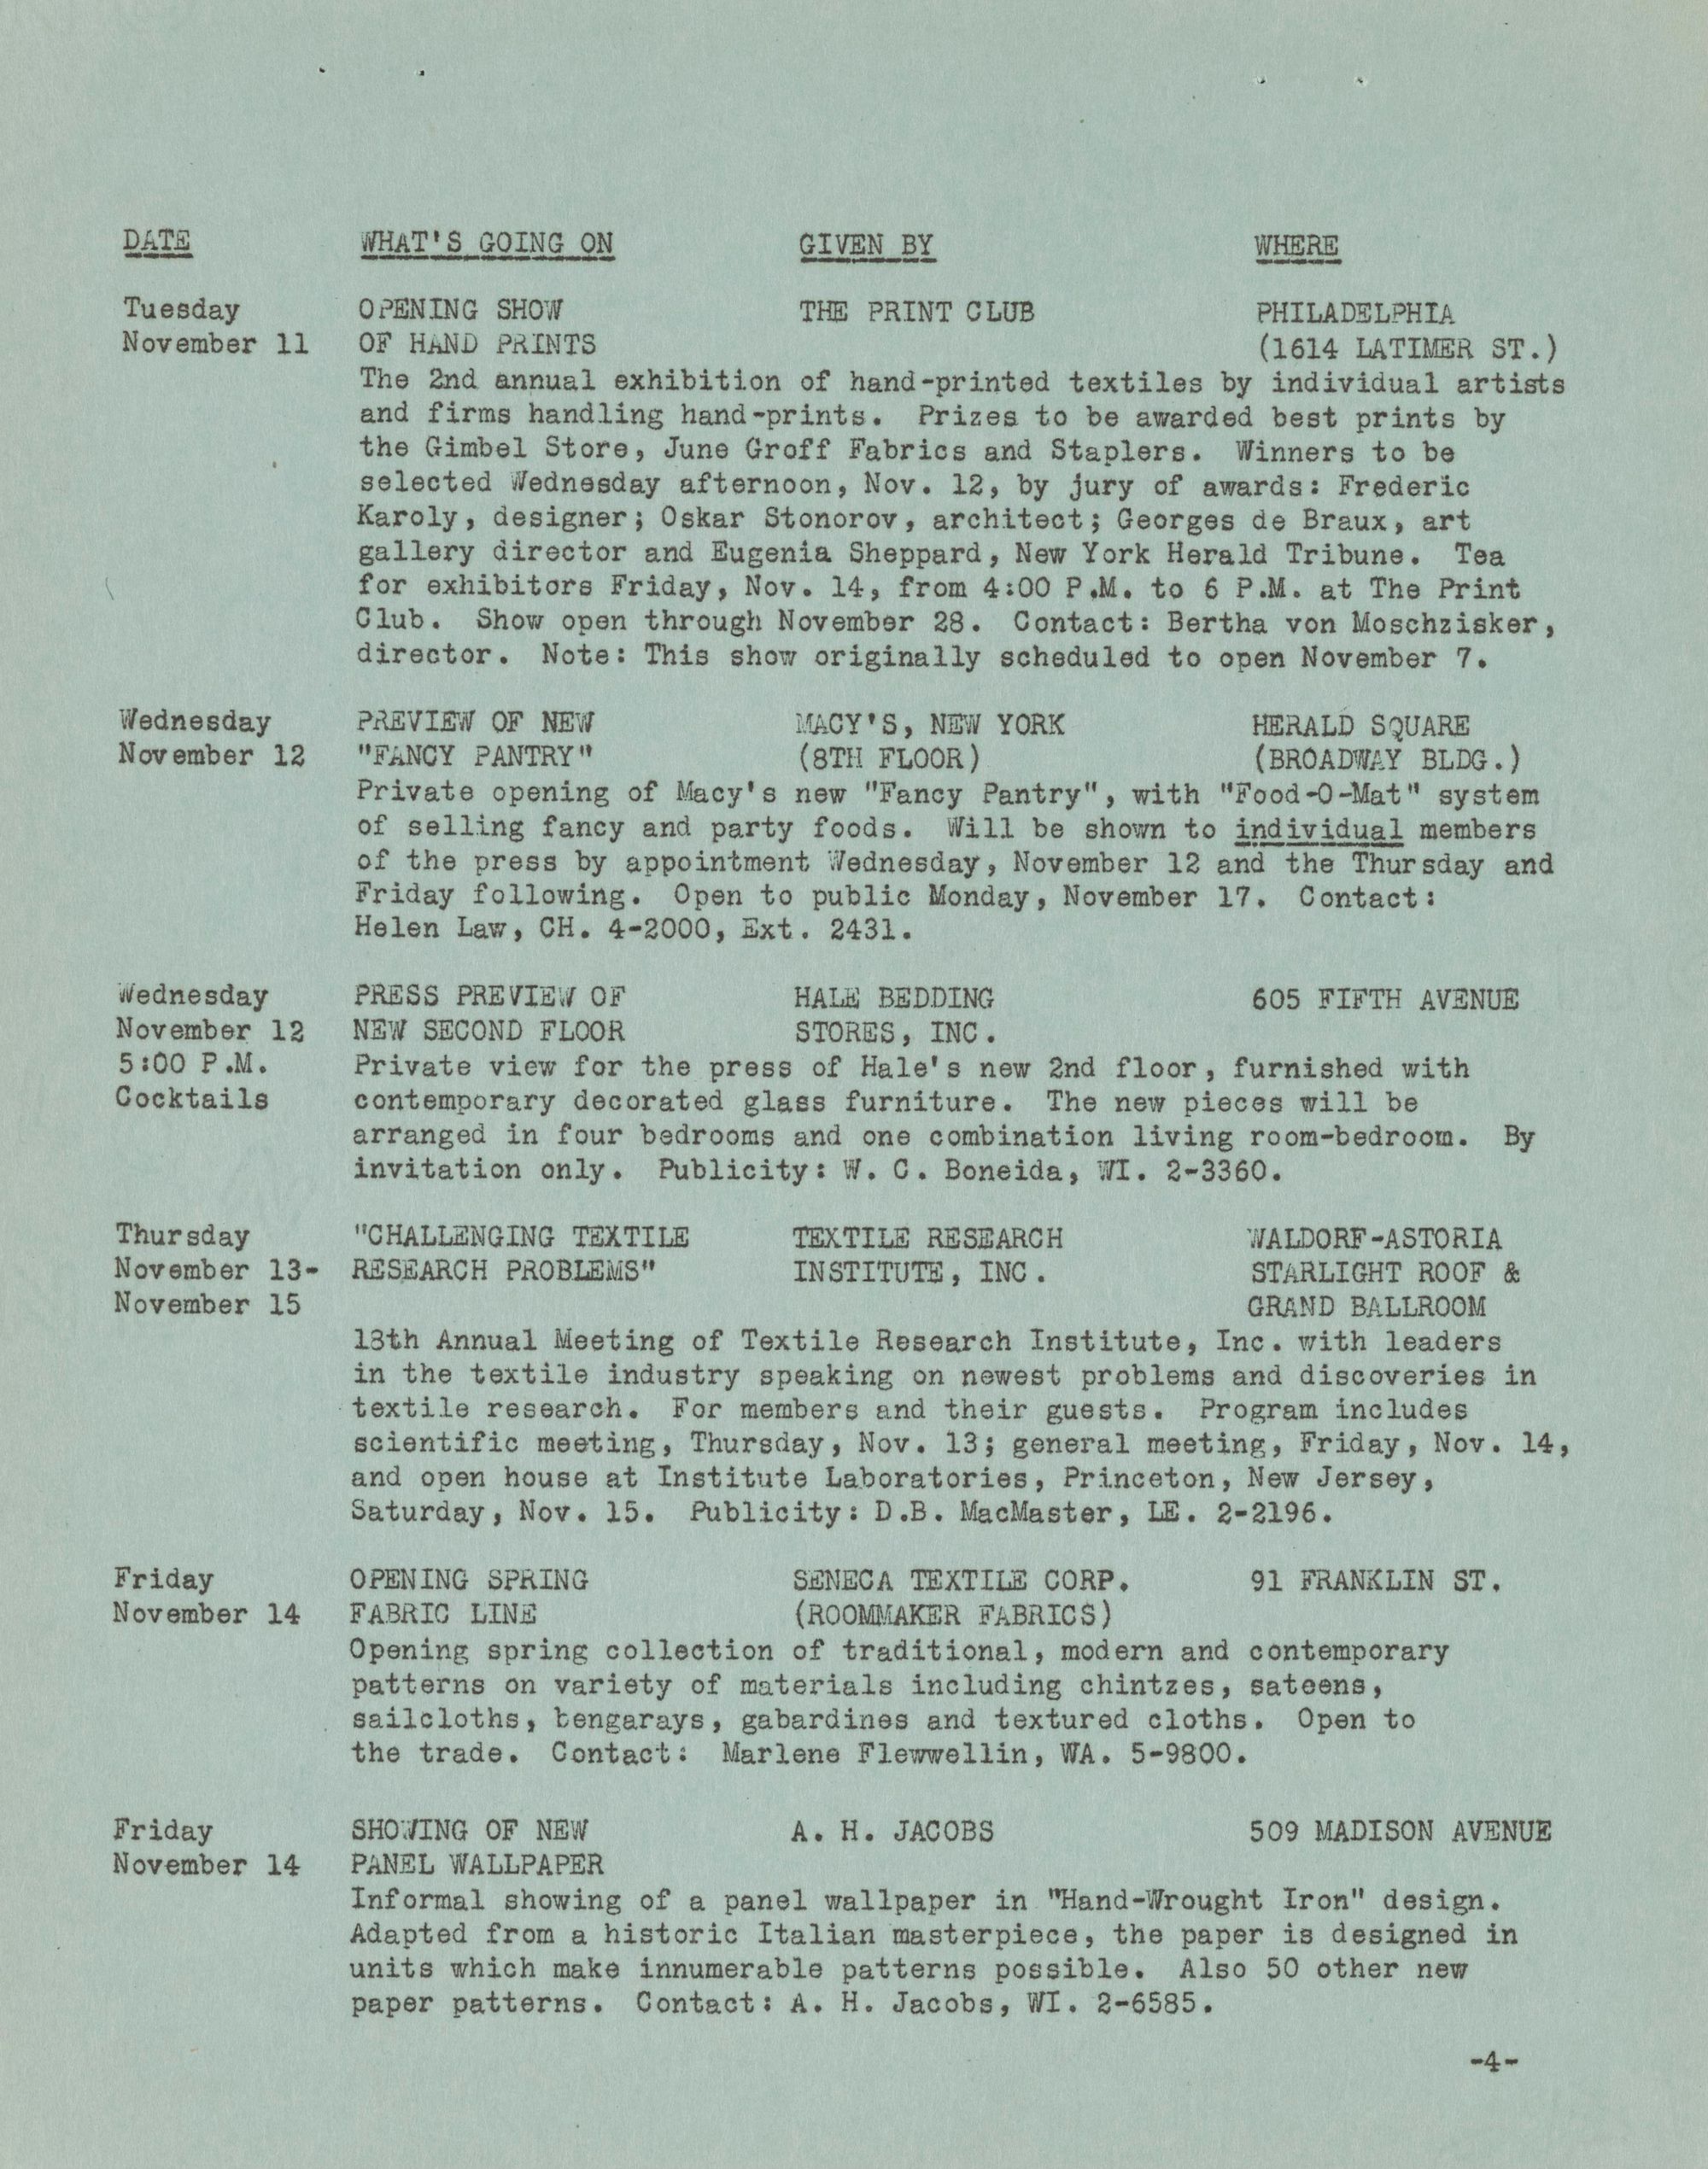 DATE WHAT'S GOING ON GIVEN BY WHERE
Tuesday OPENING SHOW THE PRINT CLUB PHILADELPHIA
November 11 OF HAND PRINTS (1614 LATIMER ST.)
The 2nd annual exhibition of hand-printed textiles by individual artists
and firms handling hand-prints. Prizes to be awarded best prints by
the Gimbel Store, June Groff Fabrics and Staplers. Winners to be
selected Wednesday afternoon, Nov. 12, by jury of awards: Frederic
Karoly, designer; Oskar Stonorov, architect; Georges de Braux, art
gallery director and Eugenia Sheppard, New York Herald Tribune. Tea
for exhibitors Friday, Nov. 14, from 4:00 P.M. to 6 P.M. at The Print
Club. Show open through November 28. Contact: Bertha von Moschzisker,
director. Note: This show originally scheduled to open November 7.
Wednesday PREVIEW OF NEW MACY'S, NEW YORK HERALD SQUARE
November 12 "FANCY PANTRY" (8TH FLOOR) (BROADWAY BLDG.)
Private opening of Macy's new "Fancy Pantry", with "Food-O-Mat" system
of selling fancy and party foods. Will be shown to individual members
of the press by appointment Wednesday, November 12 and the Thursday and
Friday following. Open to public Monday, November 17. Contact:
Helen Law, CH. 4-2000, Ext. 2431.
Wednesday PRESS PREVIEW OF HALE BEDDING 605 FIFTH AVENUE
November 12 NEW SECOND FLOOR STORES, INC.
5:00 P.M. Private view for the press of Hale's new 2nd floor, furnished with
Cocktails contemporary decorated glass furniture. The new pieces will be
arranged in four bedrooms and one combination living room-bedroom. By
invitation only. Publicity: W. C. Boneida, WI. 2-3360.
Thursday "CHALLENGING TEXTILE TEXTILE RESEARCH WALDORF-ASTORIA
November 13- RESEARCH PROBLEMS" INSTITUTE, INC. STARLIGHT ROOF &
November 15 GRAND BALLROOM
18th Annual Meeting of Textile Research Institute, Inc. with leaders
in the textile industry speaking on newest problems and discoveries in
textile research. For members and their guests. Program includes
scientific meeting, Thursday, Nov. 13; general meeting, Friday, Nov. 14,
and open house at Institute Laboratories, Princeton, New Jersey,
Saturday, Nov. 15. Publicity: D.B. MacMaster, LE. 2-2196.
Friday OPENING SPRING SENECA TEXTILE CORP. 91 FRANKLIN ST.
November 14 FABRIC LINE (ROOMMAKER FABRICS)
Opening spring collection of traditional, modern and contemporary
patterns on variety of materials including chintzes, sateens,
sailcloths, bengarays, gabardines and textured cloths. Open to
the trade. Contact: Marlene Flewwellin, WA. 5-9800.
Friday SHOWING OF NEW A. H. JACOBS 509 MADISON AVENUE
November 14 PANEL WALLPAPER
Informal showing of a panel wallpaper in "Hand-Wrought Iron" design.
Adapted from a historic Italian masterpiece, the paper is designed in
units which make innumerable patterns possible. Also 50 other new
paper patterns. Contact: A. H. Jacobs, WI. 2-6585.
-4-